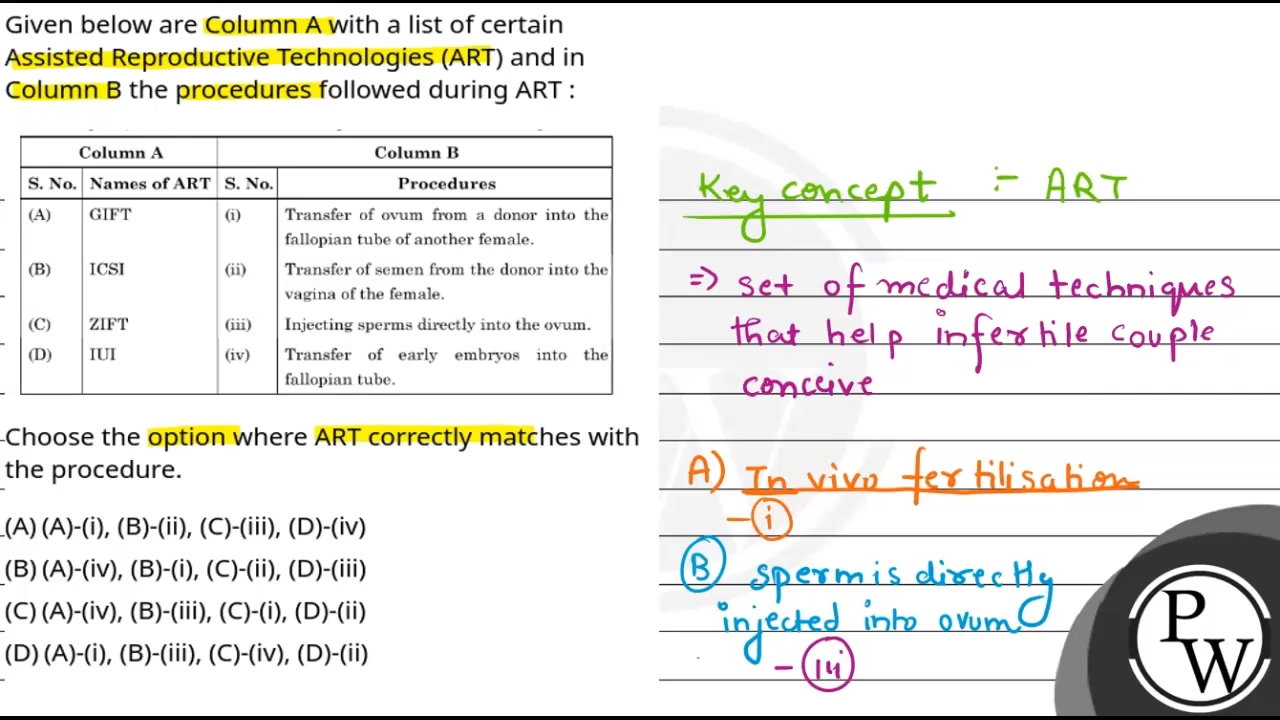 Given below are Column A with a list of certain
Assisted Reproductive Technologies (ART) and in
Column B the procedures followed during ART :
Column A Column B
S. No. Names of ART S. No. Procedures
(A) GIFT (i) Transfer of ovum from a donor into the
fallopian tube of another female.
(B) ICSI (ii) Transfer of semen from the donor into the
vagina of the female.
(C) ZIFT (iii) Injecting sperms directly into the ovum.
(D) IUI (iv) Transfer of early embryos into the
fallopian tube.
Choose the option where ART correctly matches with
the procedure.
(A) (A)-(i), (B)-(ii), (C)-(iii), (D)-(iv)
(B) (A)-(iv), (B)-(i), (C)-(ii), (D)-(iii)
(C) (A)-(iv), (B)-(iii), (C)-(i), (D)-(ii)
(D) (A)-(i), (B)-(iii), (C)-(iv), (D)-(ii)
Key concept :- ART
=> set of medical techniques
that help infertile couple
conceive
A) In vivo fertilisation
- i
B sperm is directly
injected into ovum
- iii
PW